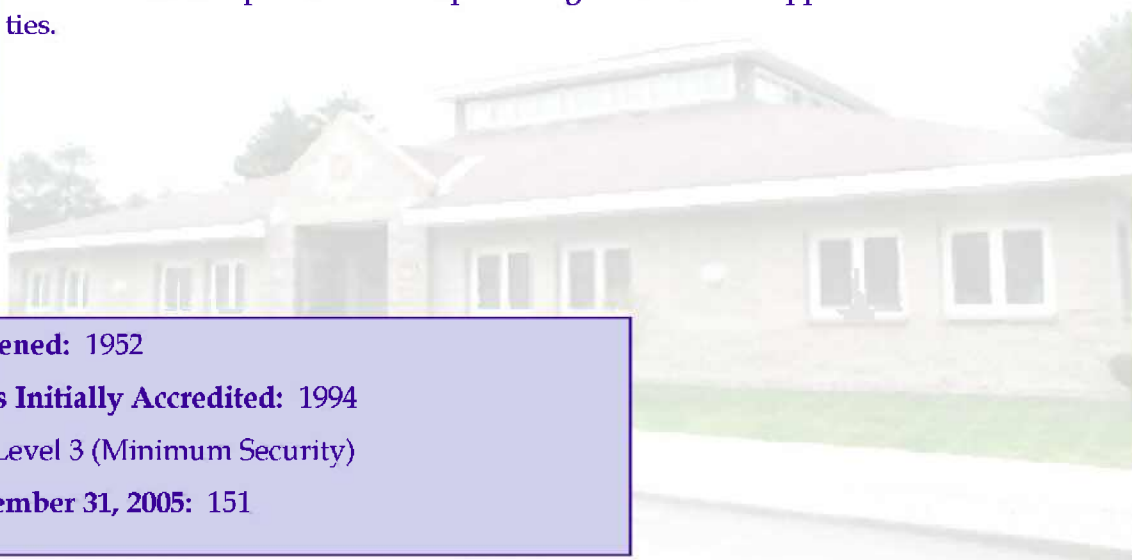 ties.
ened: 1952
s Initially Accredited: 1994
Level 3 (Minimum Security)
ember 31, 2005: 151